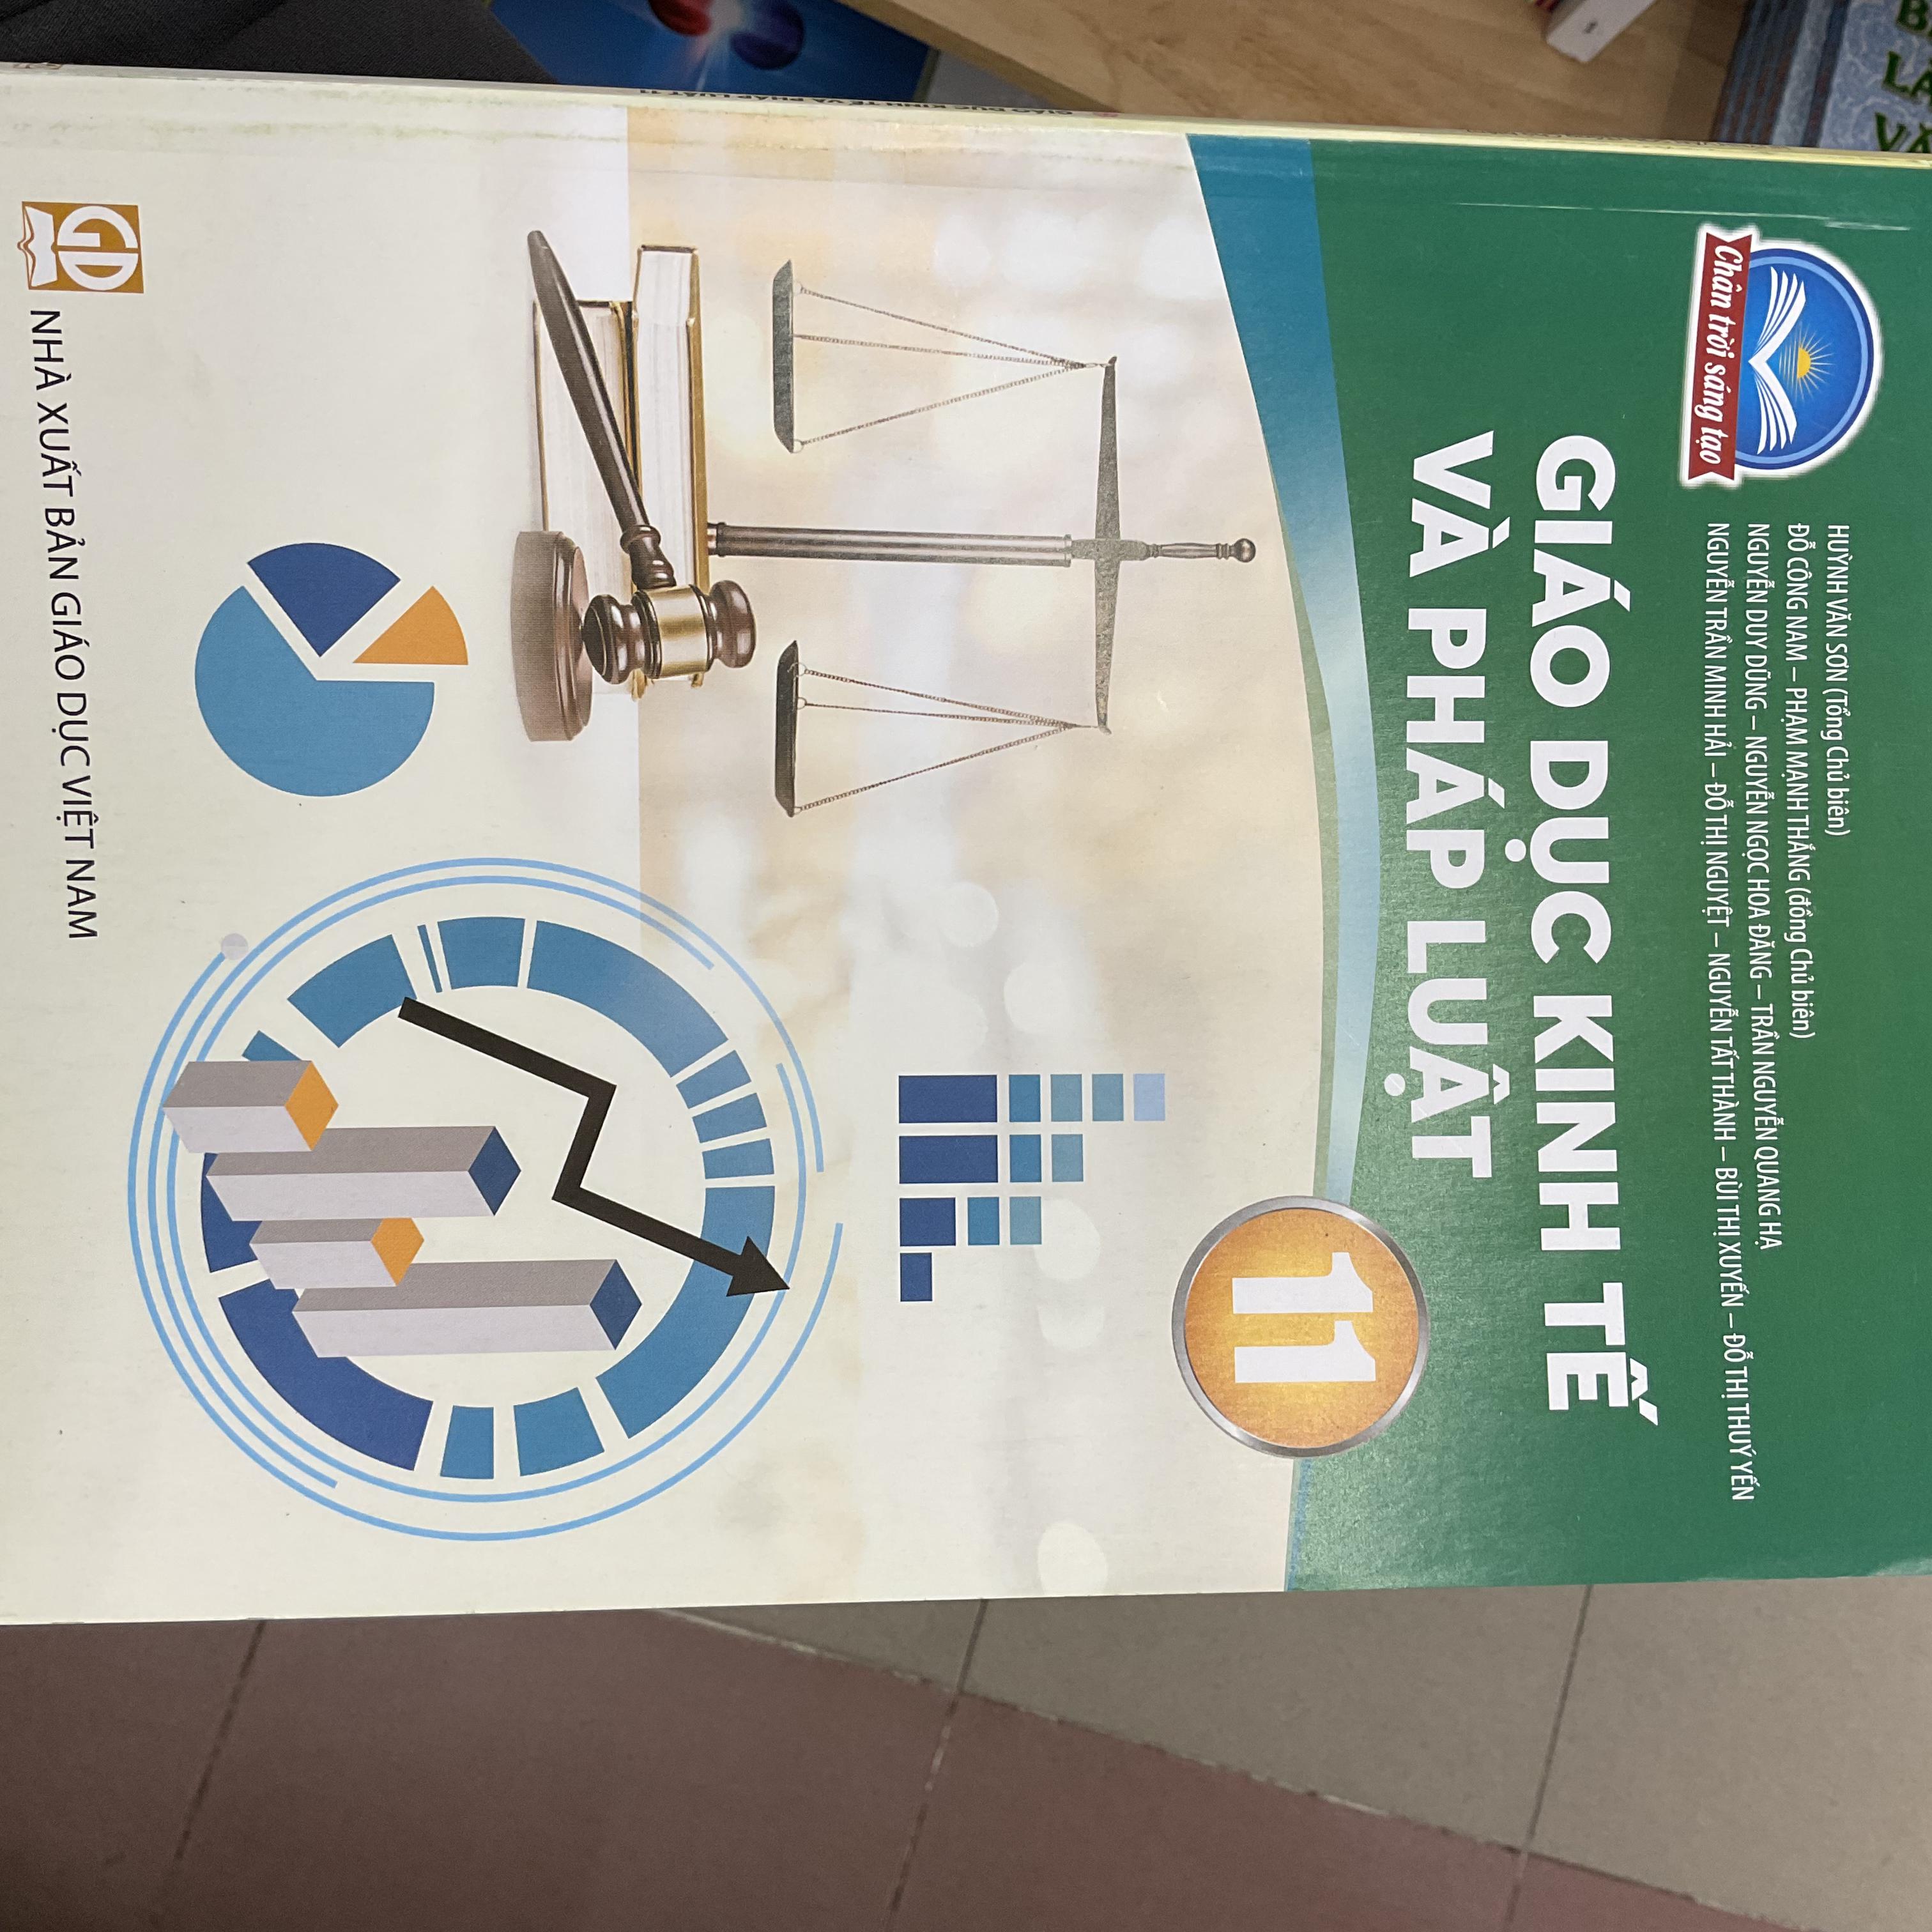 Chân trời sáng tạo
HUỲNH VĂN SƠN (Tổng Chủ biên)
ĐỖ CÔNG NAM – PHẠM MẠNH THẮNG (đồng Chủ biên)
NGUYỄN DUY DŨNG – NGUYỄN NGỌC HOA ĐĂNG – TRẦN NGUYỄN QUANG HẠ
NGUYỄN TRẦN MINH HẢI – ĐỖ THỊ NGUYỆT – NGUYỄN TẤT THÀNH – BÙI THỊ XUYẾN – ĐỖ THỊ THUÝ YẾN
GIÁO DỤC KINH TẾ
VÀ PHÁP LUẬT
11
GD
NHÀ XUẤT BẢN GIÁO DỤC VIỆT NAM